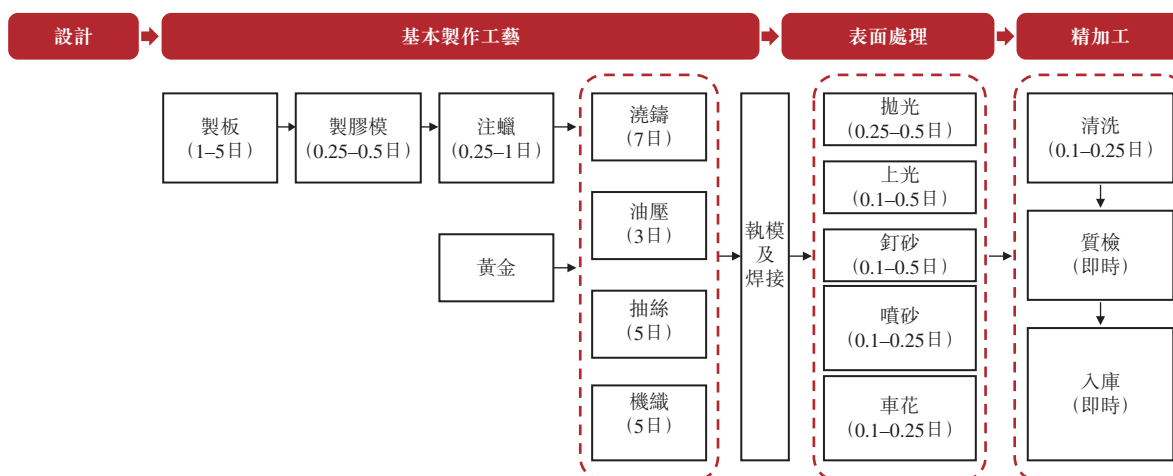 設計
基本製作工藝
表面處理
精加工
製板
(1–5日)
製膠模
(0.25–0.5日)
注蠟
(0.25–1日)
黃金
澆鑄
(7日)
油壓
(3日)
抽絲
(5日)
機織
(5日)
執模
及
焊接
拋光
(0.25–0.5日)
上光
(0.1–0.5日)
釘砂
(0.1–0.5日)
噴砂
(0.1–0.25日)
車花
(0.1–0.25日)
清洗
(0.1–0.25日)
質檢
(即時)
入庫
(即時)